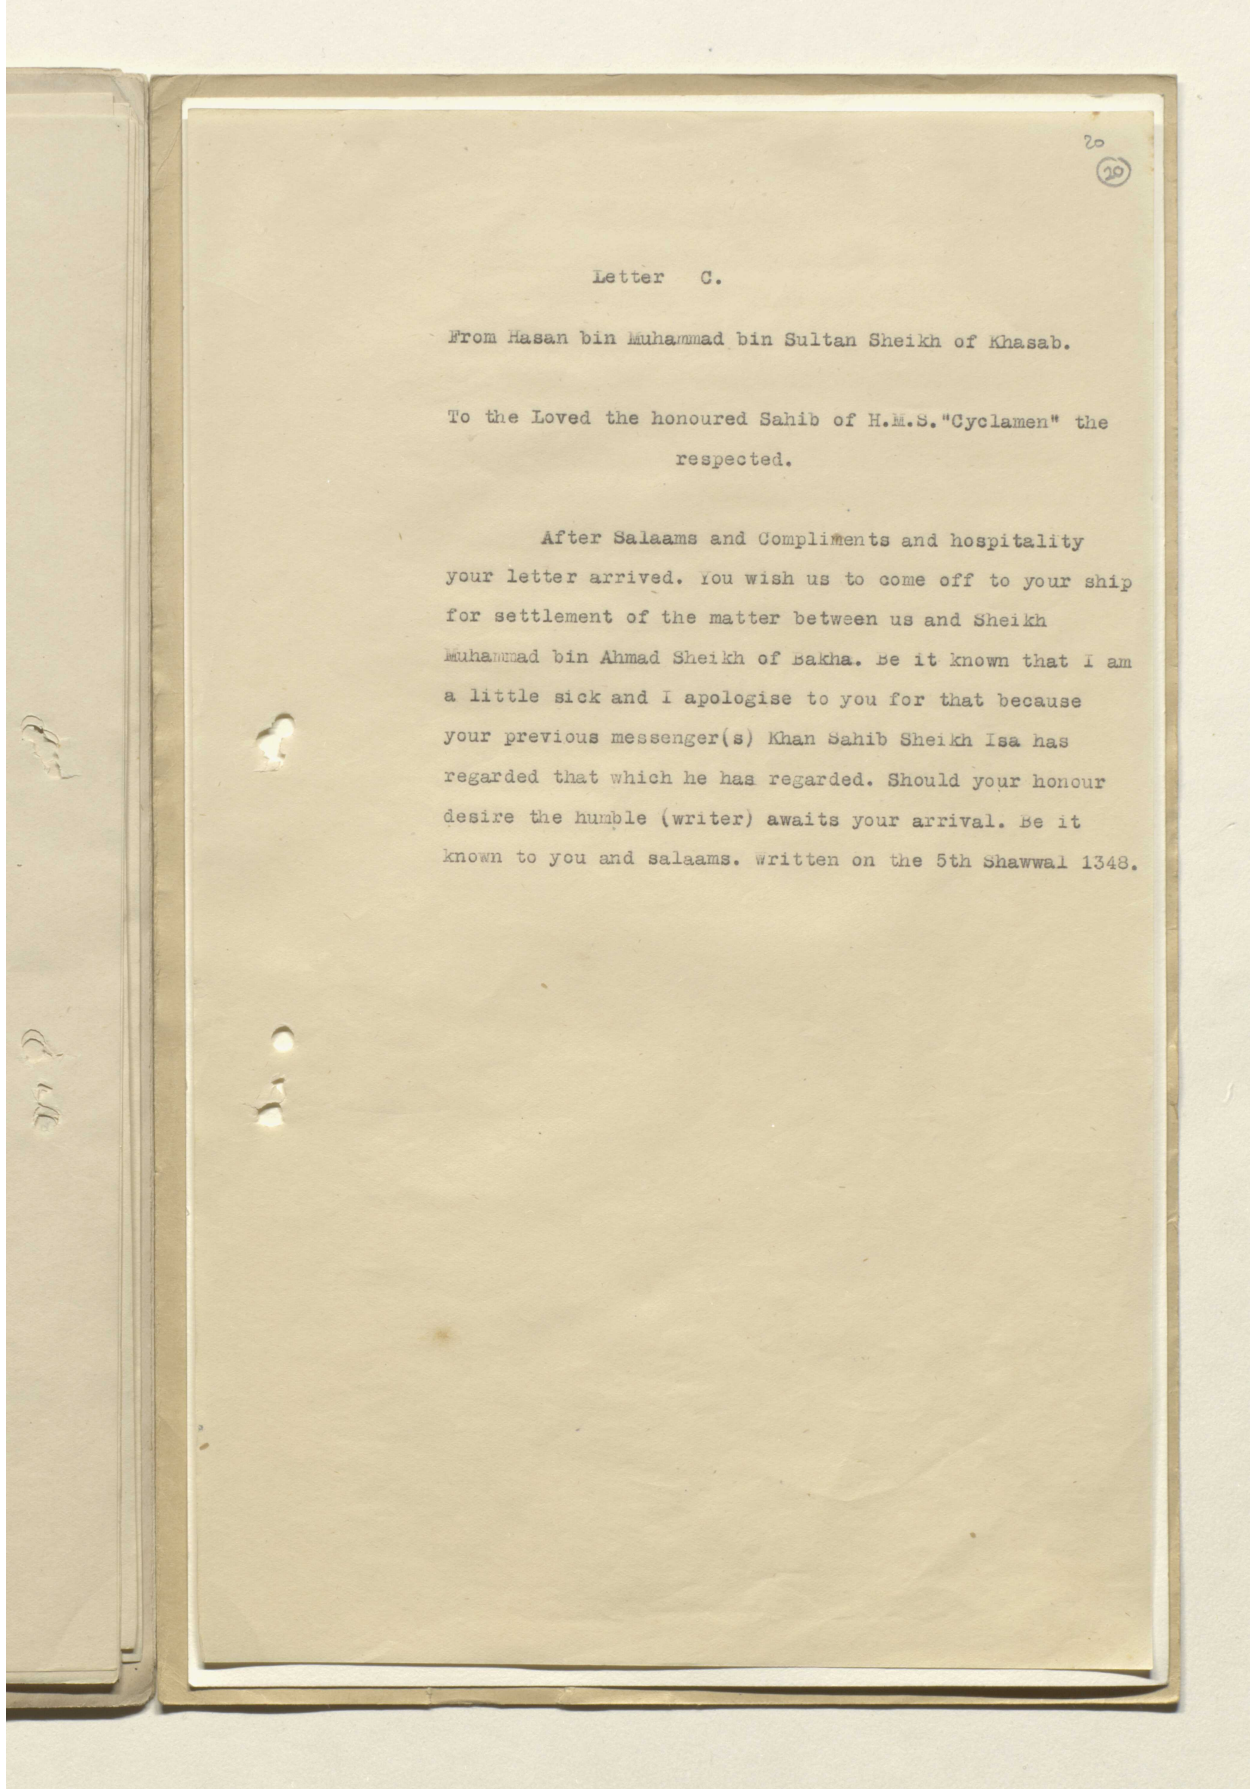 20
20
Letter C.
From Hasan bin Muhammad bin Sultan Sheikh of Khasab.
To the Loved the honoured Sahib of H.M.S."Cyclamen" the
respected.
After Salaams and Compliments and hospitality
your letter arrived. You wish us to come off to your ship
for settlement of the matter between us and Sheikh
Muhammad bin Ahmad Sheikh of Bakha. Be it known that I am
a little sick and I apologise to you for that because
your previous messenger(s) Khan Sahib Sheikh Isa has
regarded that which he has regarded. Should your honour
desire the humble (writer) awaits your arrival. Be it
known to you and salaams. Written on the 5th Shawwal 1348.